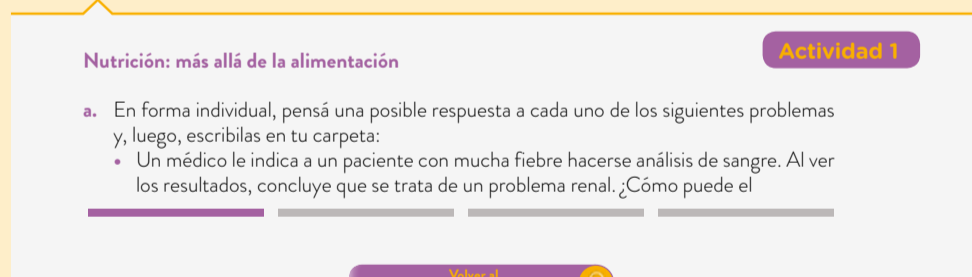 Actividad 1
Nutrición: más allá de la alimentación
a. En forma individual, pensá una posible respuesta a cada uno de los siguientes problemas
y, luego, escribilas en tu carpeta:
• Un médico le indica a un paciente con mucha fiebre hacerse análisis de sangre. Al ver
los resultados, concluye que se trata de un problema renal. ¿Cómo puede el
Volver al